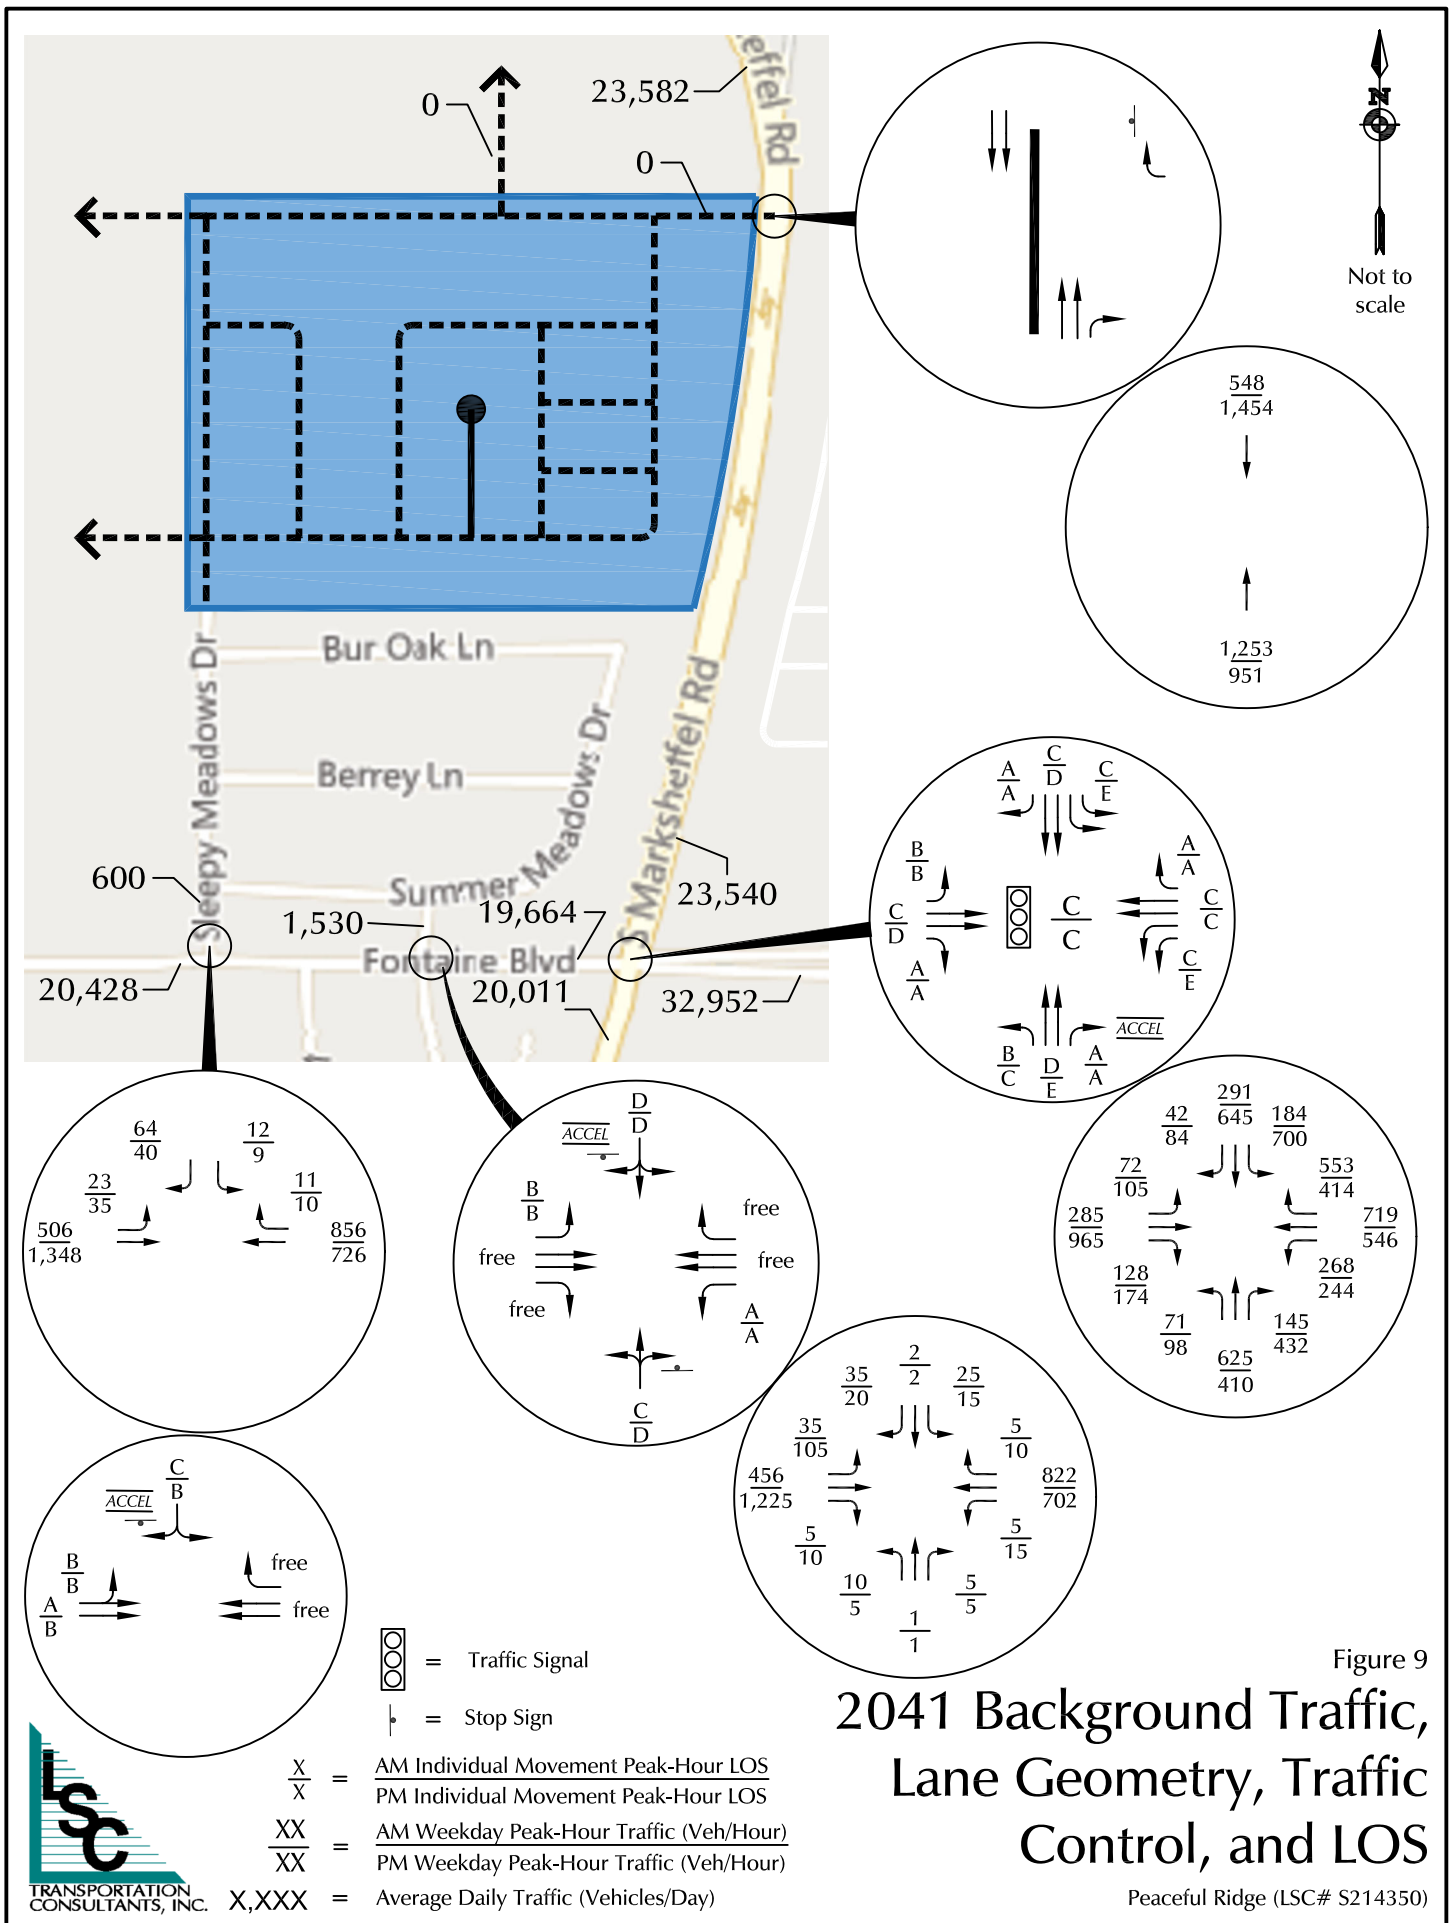 effel Rd
23,582
0
0
N
Not to
scale
548
1,454
1,253
951
Bur Oak Ln
Sleepy Meadows Dr
Berrey Ln
Summer Meadows Dr
S Marksheffel Rd
600
1,530
19,664
23,540
Fontaine Blvd
20,428
20,011
32,952
t
A
A
C
D
C
E
B
B
A
A
C
D
C
C
C
C
A
A
C
E
ACCEL
B
C
D
E
A
A
291
645
42
84
184
700
72
105
553
414
285
965
719
546
128
174
268
244
71
98
145
432
625
410
64
40
12
9
23
35
11
10
506
1,348
856
726
D
D
ACCEL
B
B
free
free
free
free
A
A
C
D
2
2
35
20
25
15
35
105
5
10
456
1,225
822
702
5
10
5
15
10
5
5
5
1
1
C
B
ACCEL
B
B
free
A
B
free
= Traffic Signal
= Stop Sign
X
X
=
AM Individual Movement Peak-Hour LOS
PM Individual Movement Peak-Hour LOS
XX
XX
=
AM Weekday Peak-Hour Traffic (Veh/Hour)
PM Weekday Peak-Hour Traffic (Veh/Hour)
X,XXX = Average Daily Traffic (Vehicles/Day)
LSC
TRANSPORTATION
CONSULTANTS, INC.
Figure 9
2041 Background Traffic,
Lane Geometry, Traffic
Control, and LOS
Peaceful Ridge (LSC# S214350)